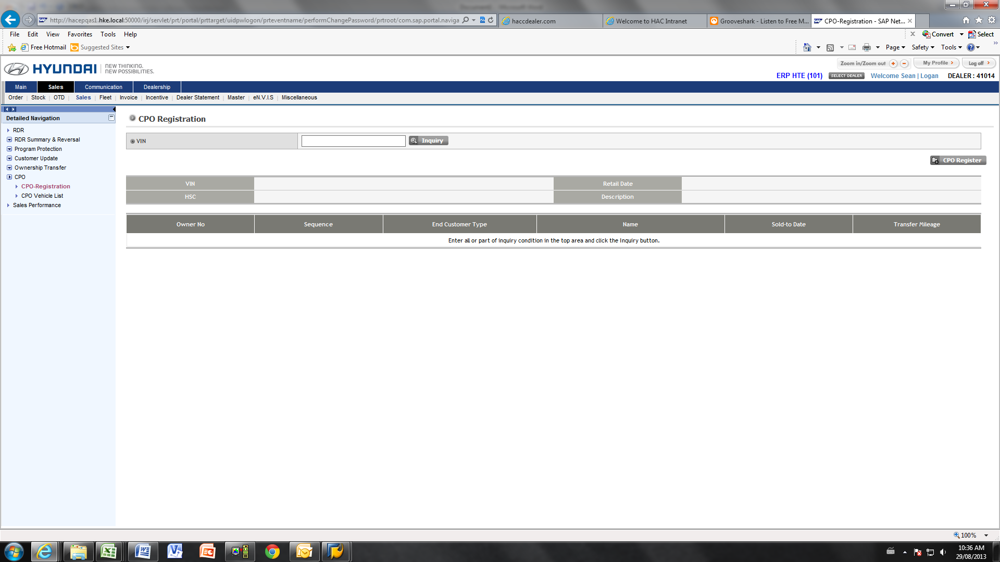 http://hacepqas1.hke.local:50000/irj/servlet/prt/portal/prttarget/uidpwlogon/prteventname/performChangePassword/prtroot/com.sap.portal.naviga
haccdealer.com
Welcome to HAC Intranet
Grooveshark - Listen to Free M...
CPO-Registration - SAP Net...
File Edit View Favorites Tools Help
Convert Select
Free Hotmail Suggested Sites
Page Safety Tools
HYUNDAI
NEW THINKING.
NEW POSSIBILITIES.
Zoom in/Zoom out My Profile Log off
ERP HTE (101) SELECT DEALER Welcome Sean | Logan DEALER : 41014
Main Sales Communication Dealership
Order Stock OTD Sales Fleet Invoice Incentive Dealer Statement Master eN.V.I.S Miscellaneous
Detailed Navigation
RDR
RDR Summary & Reversal
Program Protection
Customer Update
Ownership Transfer
CPO
CPO-Registration
CPO Vehicle List
Sales Performance
CPO Registration
VIN Inquiry
CPO Register
VIN Retail Date
HSC Description
Owner No Sequence End Customer Type Name Sold-to Date Transfer Mileage
Enter all or part of inquiry condition in the top area and click the Inquiry button.
100%
10:36 AM
29/08/2013